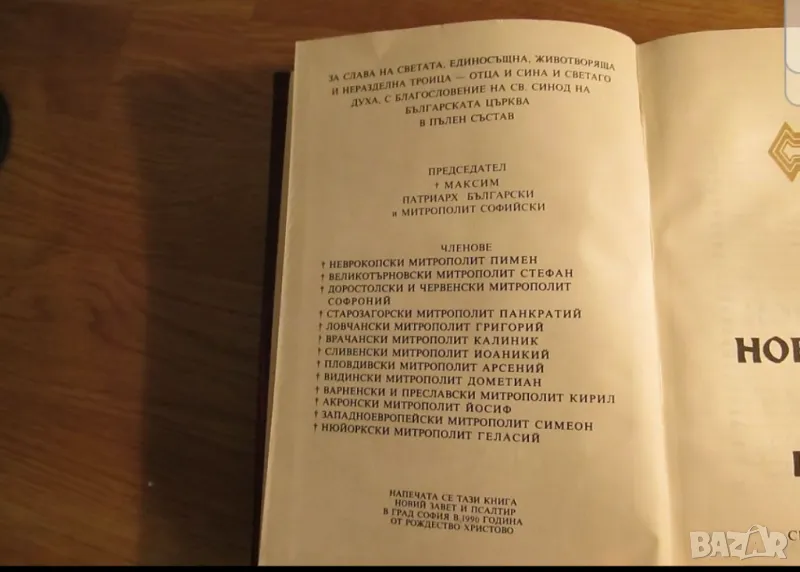 ЗА СЛАВА НА СВЕТАТА, ЕДИНОСЪЩНА, ЖИВОТВОРЯЩА
И НЕРАЗДЕЛНА ТРОИЦА — ОТЦА И СИНА И СВЕТАГО
ДУХА, С БЛАГОСЛОВЕНИЕ НА СВ. СИНОД НА
БЪЛГАРСКАТА ЦЪРКВА
В ПЪЛЕН СЪСТАВ
ПРЕДСЕДАТЕЛ
† МАКСИМ
ПАТРИАРХ БЪЛГАРСКИ
и МИТРОПОЛИТ СОФИЙСКИ
ЧЛЕНОВЕ
† НЕВРОКОПСКИ МИТРОПОЛИТ ПИМЕН
† ВЕЛИКОТЪРНОВСКИ МИТРОПОЛИТ СТЕФАН
† ДОРОСТОЛСКИ И ЧЕРВЕНСКИ МИТРОПОЛИТ
СОФРОНИЙ
† СТАРОЗАГОРСКИ МИТРОПОЛИТ ПАНКРАТИЙ
† ЛОВЧАНСКИ МИТРОПОЛИТ ГРИГОРИЙ
† ВРАЧАНСКИ МИТРОПОЛИТ КАЛИНИК
† СЛИВЕНСКИ МИТРОПОЛИТ ИОАНИКИЙ
† ПЛОВДИВСКИ МИТРОПОЛИТ АРСЕНИЙ
† ВИДИНСКИ МИТРОПОЛИТ ДОМЕТИАН
† ВАРНЕНСКИ И ПРЕСЛАВСКИ МИТРОПОЛИТ КИРИЛ
† АКРОНСКИ МИТРОПОЛИТ ЙОСИФ
† ЗАПАДНОЕВРОПЕЙСКИ МИТРОПОЛИТ СИМЕОН
† НЮЙОРКСКИ МИТРОПОЛИТ ГЕЛАСИЙ
НАПЕЧАТА СЕ ТАЗИ КНИГА
НОВИЙ ЗАВЕТ И ПСАЛТИР
В ГРАД СОФИЯ В 1990 ГОДИНА
ОТ РОЖДЕСТВО ХРИСТОВО
НОВ
BAZAR